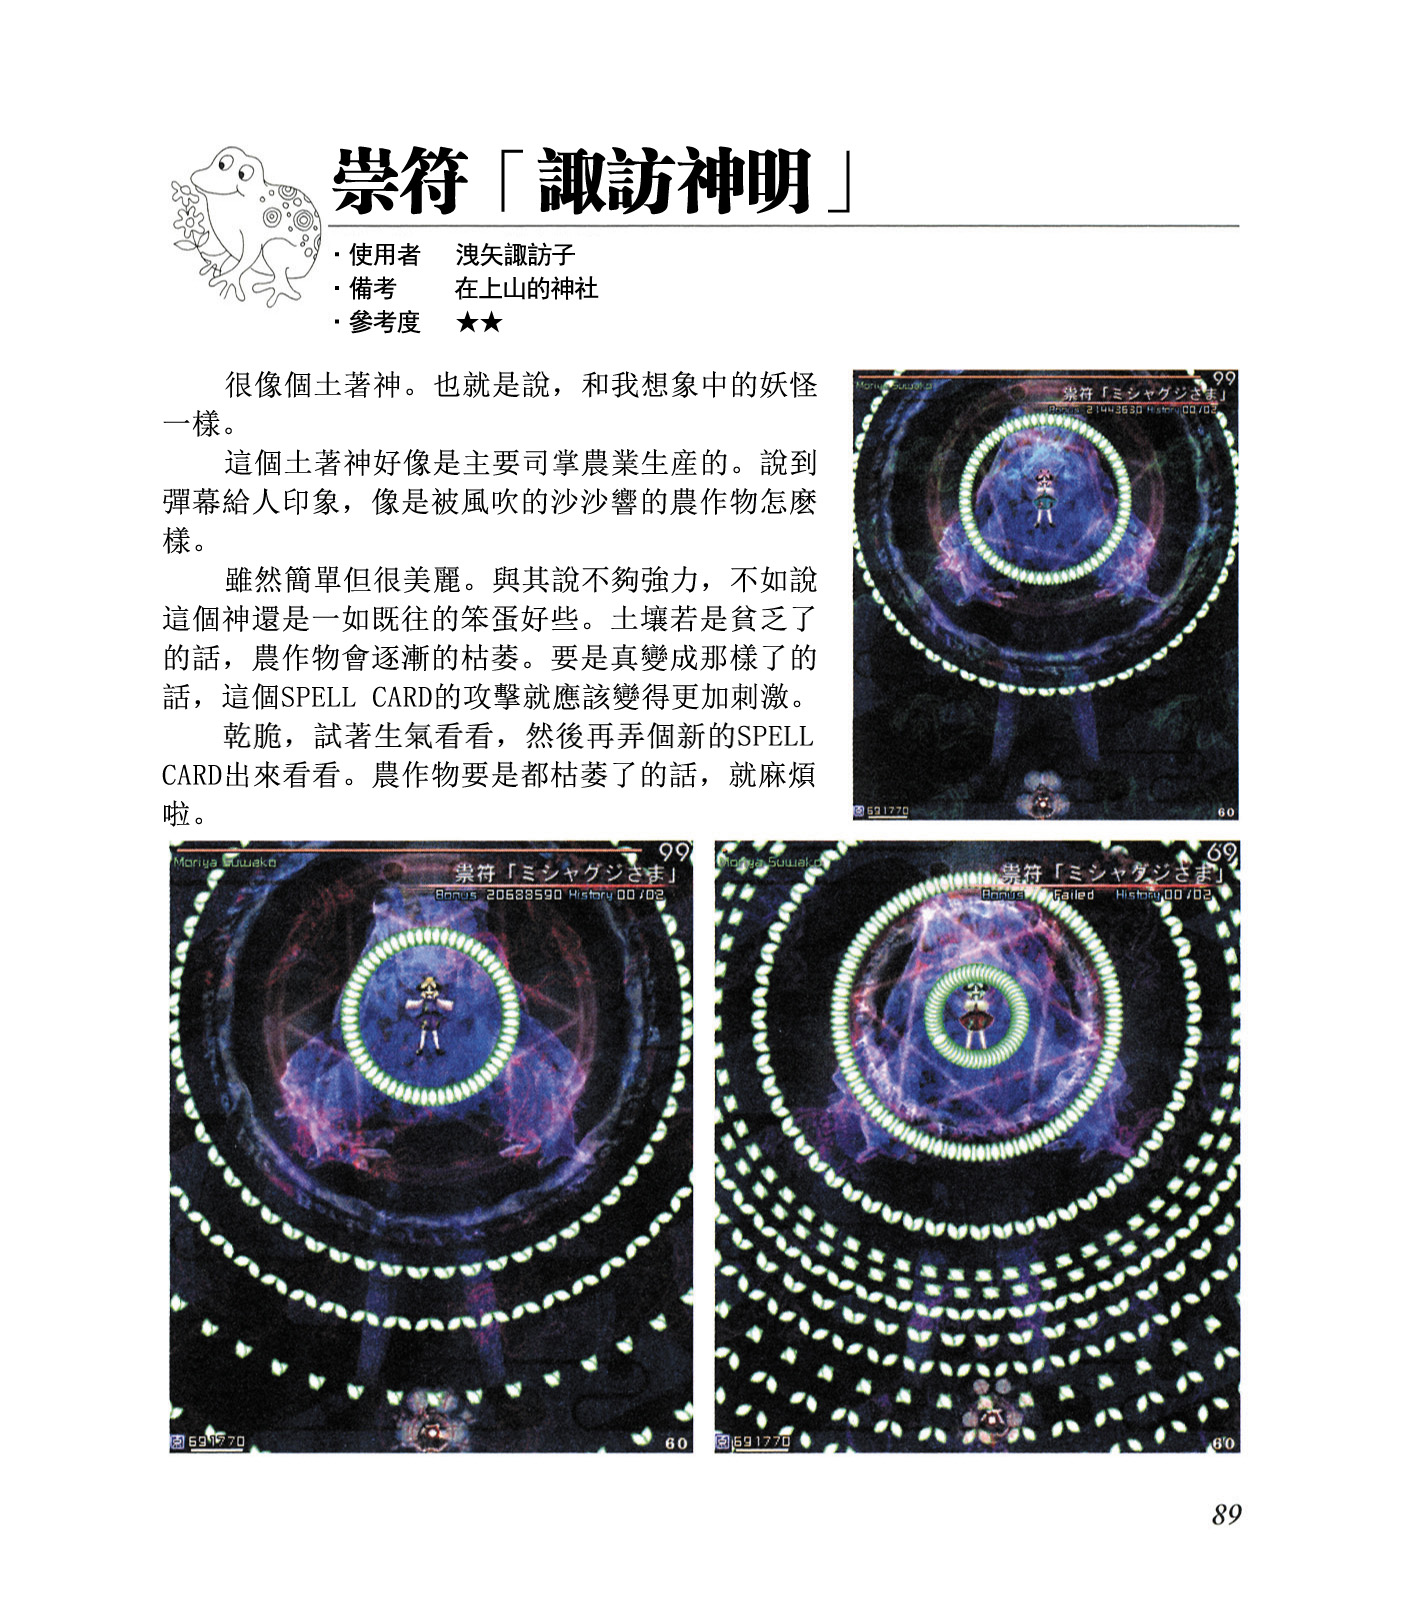 祟符「諏訪神明」
·使用者 洩矢諏訪子
·備考 在上山的神社
·參考度 ★★
很像個土著神。也就是說，和我想象中的妖怪
一樣。
這個土著神好像是主要司掌農業生産的。說到
彈幕給人印象，像是被風吹的沙沙響的農作物怎麽
樣。
雖然簡單但很美麗。與其說不夠強力，不如說
這個神還是一如既往的笨蛋好些。土壤若是貧乏了
的話，農作物會逐漸的枯萎。要是真變成那樣了的
話，這個SPELL CARD的攻擊就應該變得更加刺激。
乾脆，試著生氣看看，然後再弄個新的SPELL
CARD出來看看。農作物要是都枯萎了的話，就麻煩
啦。
Moriya Suwako 99
祟符「ミシャグジさま」
Bonus 21443630 History 00/02
691770 60
Moriya Suwako 99
祟符「ミシャグジさま」
Bonus 20688590 History 00/02
691770 60
Moriya Suwako 69
祟符「ミシャグジさま」
Bonus Failed History 00/02
691770 60
89